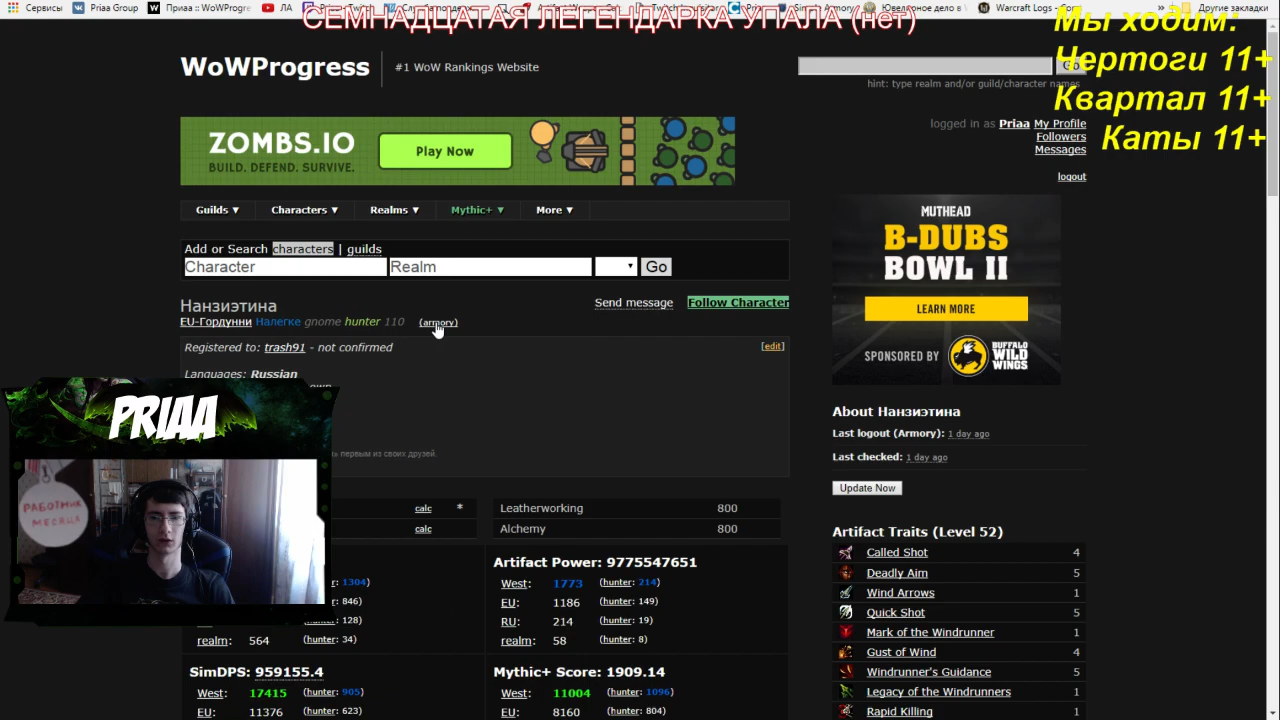 Сервисы
Priaa Group
Приаа :: WoWProgre
Другие закладки
СЕМНАДЦАТАЯ ЛЕГЕНДАРКА УПАЛА (нет)
Мы ходим:
Чертоги 11+
Квартал 11+
Каты 11+
WoWProgress
#1 WoW Rankings Website
hint: type realm and/or guild/character names
ZOMBS.IO
BUILD. DEFEND. SURVIVE.
Play Now
logged in as Priaa My Profile
Followers
Messages
logout
Guilds ▼
Characters ▼
Realms ▼
Mythic+ ▼
More ▼
Add or Search characters | guilds
Character
Realm
Go
Нанзиэтина
Send message
Follow Character
EU-Гордунни Налегке gnome hunter 110 (armory)
Registered to: trash91 - not confirmed
[edit]
Languages: Russian
первым из своих друзей.
MUTHEAD
B-DUBS
BOWL II
LEARN MORE
SPONSORED BY
BUFFALO
WILD
WINGS
About Нанзиэтина
Last logout (Armory): 1 day ago
Last checked: 1 day ago
Update Now
PRIAA
РАБОТНИК
МЕСЯЦА
calc *
calc
Leatherworking 800
Alchemy 800
1304)
846)
128)
realm: 564 (hunter: 34)
Artifact Power: 9775547651
West: 1773 (hunter: 214)
EU: 1186 (hunter: 149)
RU: 214 (hunter: 19)
realm: 58 (hunter: 8)
SimDPS: 959155.4
West: 17415 (hunter: 905)
EU: 11376 (hunter: 623)
Mythic+ Score: 1909.14
West: 11004 (hunter: 1096)
EU: 8160 (hunter: 804)
Artifact Traits (Level 52)
Called Shot 4
Deadly Aim 5
Wind Arrows 1
Quick Shot 5
Mark of the Windrunner 1
Gust of Wind 4
Windrunner's Guidance 5
Legacy of the Windrunners 1
Rapid Killing 4